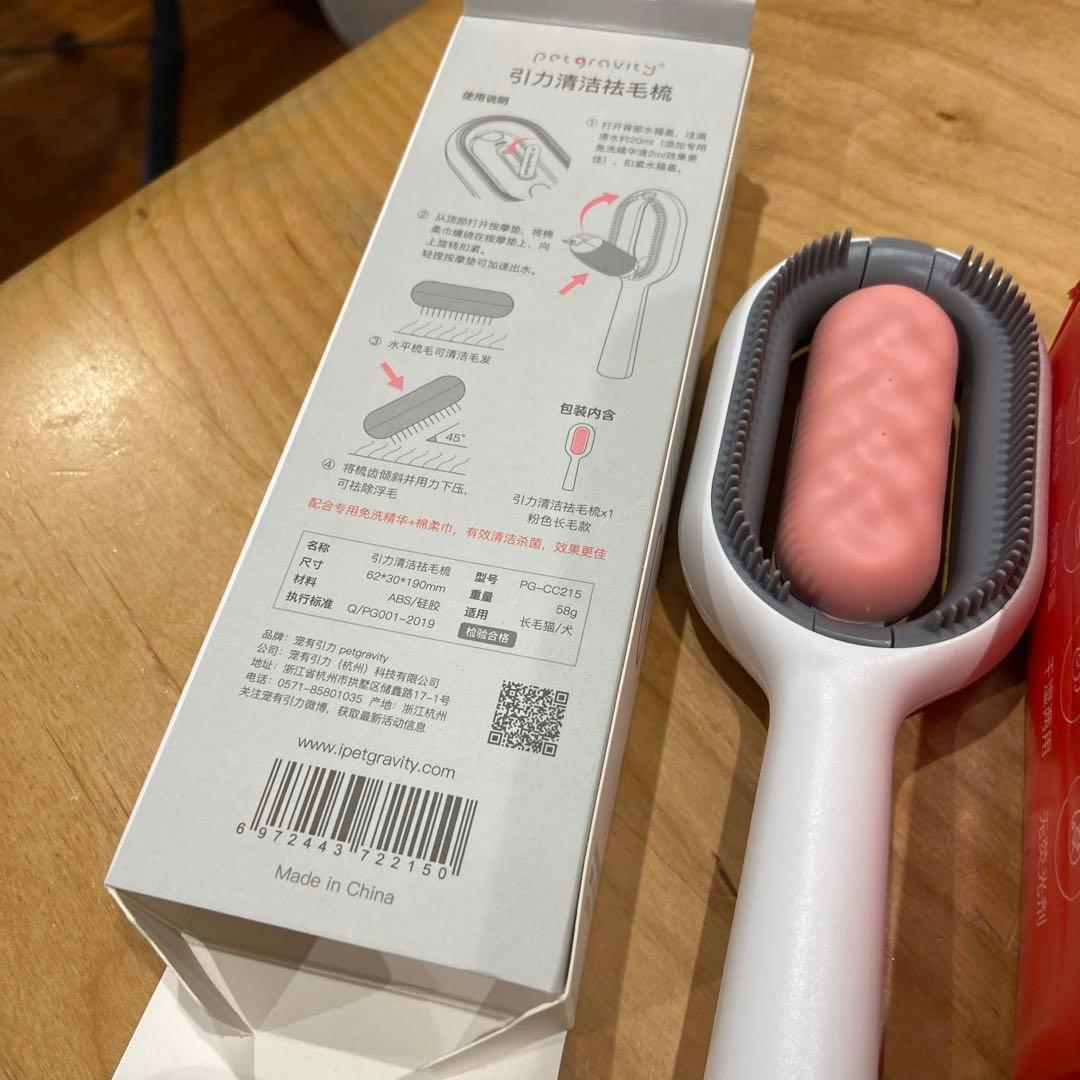 petgravity®
引力清洁祛毛梳
使用说明
① 打开背部水箱盖，注满
清水约20ml（添加专用
免洗精华液2ml效果更
佳），扣紧水箱盖。
② 从顶部打开按摩垫，将棉
柔巾缠绕在按摩垫上，向
上旋转扣紧。
轻捏按摩垫可加速出水。
③ 水平梳毛可清洁毛发
45°
④ 将梳齿倾斜并用力下压，
可祛除浮毛
包装内含
引力清洁祛毛梳x1
粉色长毛款
配合专用免洗精华+棉柔巾，有效清洁杀菌，效果更佳
名称 引力清洁祛毛梳 型号 PG-CC215
尺寸 62*30*190mm 重量 58g
材料 ABS/硅胶 适用 长毛猫/犬
执行标准 Q/PG001-2019 检验合格
品牌：宠有引力 petgravity
公司：宠有引力（杭州）科技有限公司
地址：浙江省杭州市拱墅区储鑫路17-1号
电话：0571-85801035 产地：浙江杭州
关注宠有引力微博，获取最新活动信息
www.ipetgravity.com
6 972443 722150
Made in China
干湿两用